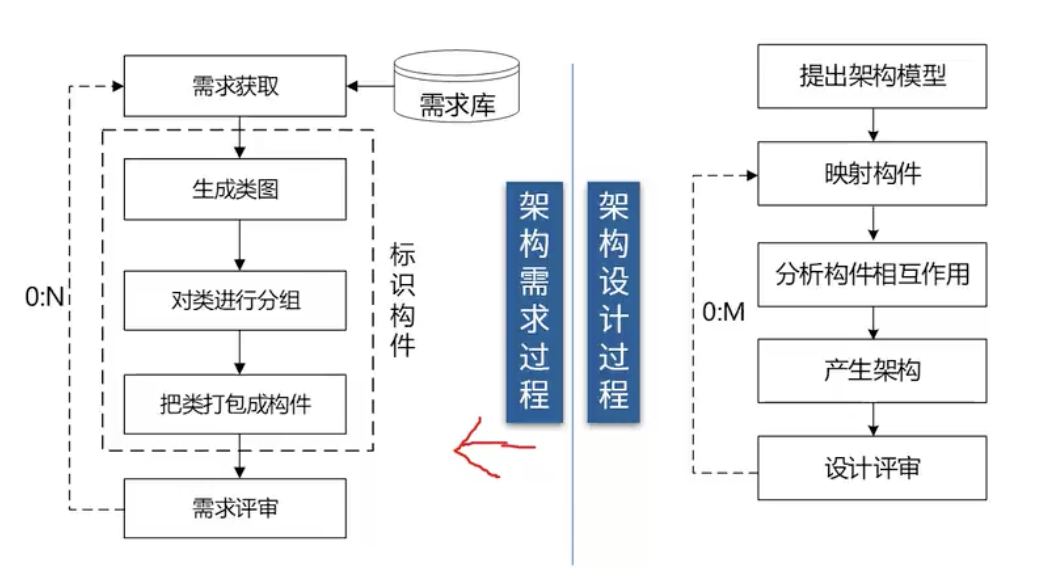 需求获取
需求库
生成类图
对类进行分组
把类打包成构件
标识构件
0:N
需求评审
架构需求过程
架构设计过程
提出架构模型
映射构件
分析构件相互作用
0:M
产生架构
设计评审